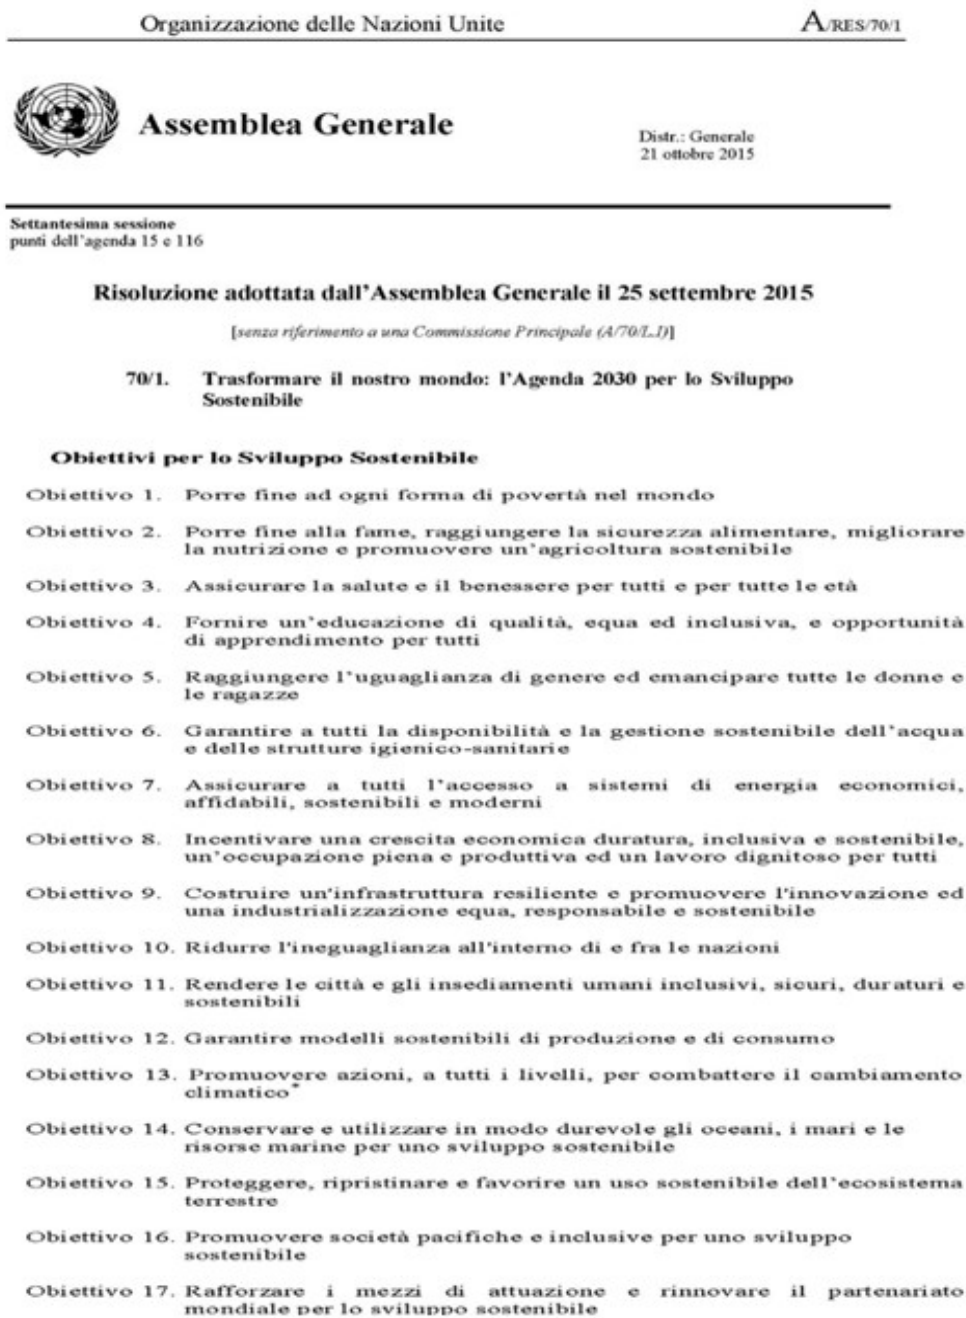 Organizzazione delle Nazioni Unite A/RES/70/1
Assemblea Generale
Distr.: Generale
21 ottobre 2015
Settantesima sessione
punti dell'agenda 15 e 116
Risoluzione adottata dall'Assemblea Generale il 25 settembre 2015
[senza riferimento a una Commissione Principale (A/70/L.1)]
70/1. Trasformare il nostro mondo: l'Agenda 2030 per lo Sviluppo
Sostenibile
Obiettivi per lo Sviluppo Sostenibile
Obiettivo 1. Porre fine ad ogni forma di povertà nel mondo
Obiettivo 2. Porre fine alla fame, raggiungere la sicurezza alimentare, migliorare
la nutrizione e promuovere un'agricoltura sostenibile
Obiettivo 3. Assicurare la salute e il benessere per tutti e per tutte le età
Obiettivo 4. Fornire un'educazione di qualità, equa ed inclusiva, e opportunità
di apprendimento per tutti
Obiettivo 5. Raggiungere l'uguaglianza di genere ed emancipare tutte le donne e
le ragazze
Obiettivo 6. Garantire a tutti la disponibilità e la gestione sostenibile dell'acqua
e delle strutture igienico-sanitarie
Obiettivo 7. Assicurare a tutti l'accesso a sistemi di energia economici,
affidabili, sostenibili e moderni
Obiettivo 8. Incentivare una crescita economica duratura, inclusiva e sostenibile,
un'occupazione piena e produttiva ed un lavoro dignitoso per tutti
Obiettivo 9. Costruire un'infrastruttura resiliente e promuovere l'innovazione ed
una industrializzazione equa, responsabile e sostenibile
Obiettivo 10. Ridurre l'ineguaglianza all'interno di e fra le nazioni
Obiettivo 11. Rendere le città e gli insediamenti umani inclusivi, sicuri, duraturi e
sostenibili
Obiettivo 12. Garantire modelli sostenibili di produzione e di consumo
Obiettivo 13. Promuovere azioni, a tutti i livelli, per combattere il cambiamento
climatico*
Obiettivo 14. Conservare e utilizzare in modo durevole gli oceani, i mari e le
risorse marine per uno sviluppo sostenibile
Obiettivo 15. Proteggere, ripristinare e favorire un uso sostenibile dell'ecosistema
terrestre
Obiettivo 16. Promuovere società pacifiche e inclusive per uno sviluppo
sostenibile
Obiettivo 17. Rafforzare i mezzi di attuazione e rinnovare il partenariato
mondiale per lo sviluppo sostenibile